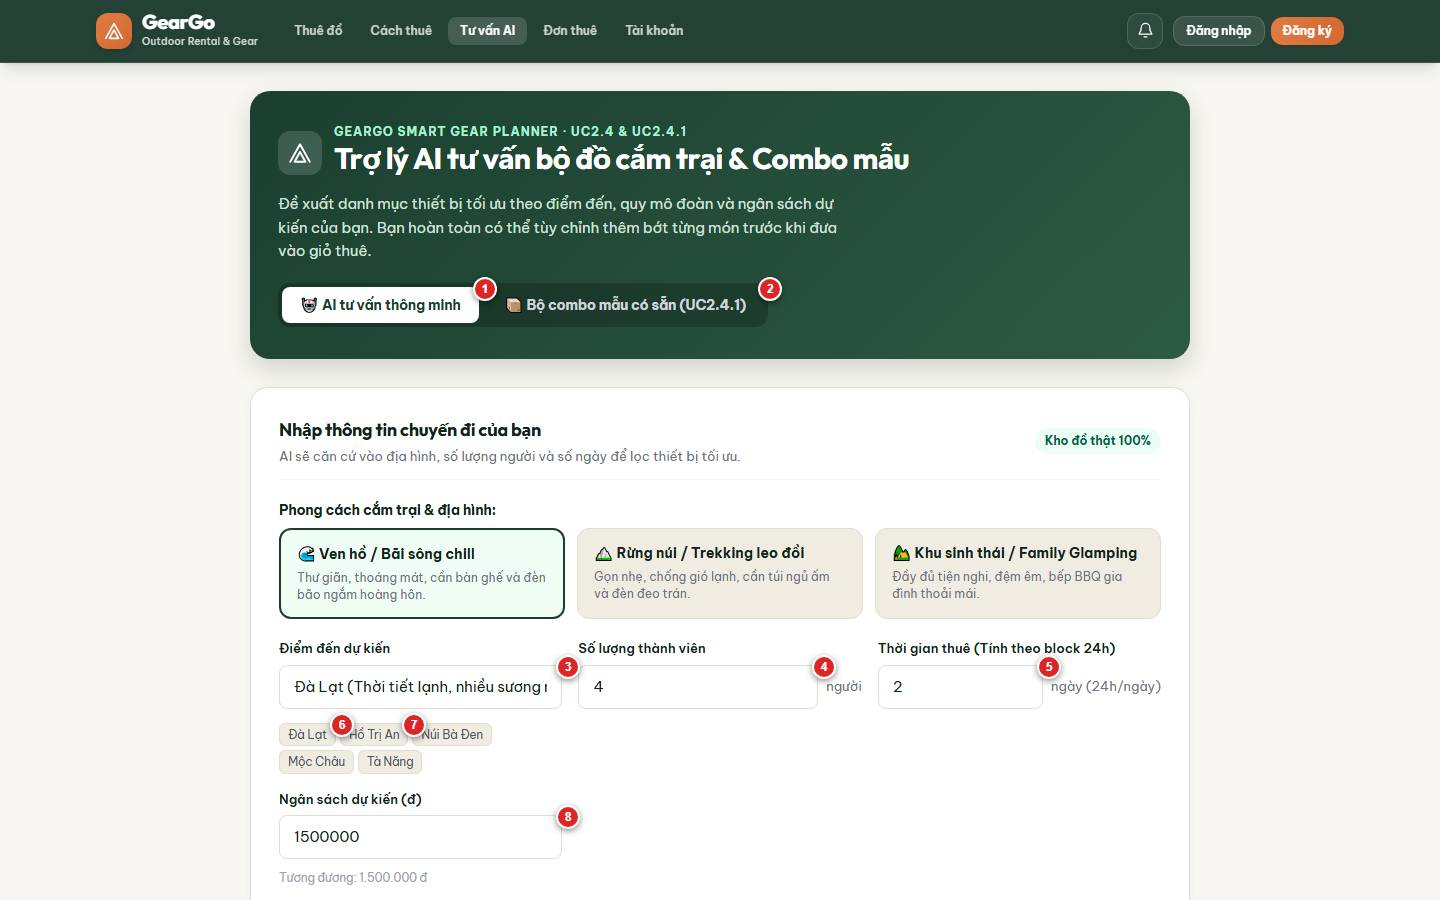 GearGo
Outdoor Rental & Gear
Thuê đồ
Cách thuê
Tư vấn AI
Đơn thuê
Tài khoản
Đăng nhập
Đăng ký
GEARGO SMART GEAR PLANNER · UC2.4 & UC2.4.1
Trợ lý AI tư vấn bộ đồ cắm trại & Combo mẫu
Đề xuất danh mục thiết bị tối ưu theo điểm đến, quy mô đoàn và ngân sách dự
kiến của bạn. Bạn hoàn toàn có thể tùy chỉnh thêm bớt từng món trước khi đưa
vào giỏ thuê.
AI tư vấn thông minh
1
Bộ combo mẫu có sẵn (UC2.4.1)
2
Nhập thông tin chuyến đi của bạn
AI sẽ căn cứ vào địa hình, số lượng người và số ngày để lọc thiết bị tối ưu.
Kho đồ thật 100%
Phong cách cắm trại & địa hình:
Ven hồ / Bãi sông chill
Thư giãn, thoáng mát, cần bàn ghế và đèn
bão ngắm hoàng hôn.
Rừng núi / Trekking leo đồi
Gọn nhẹ, chống gió lạnh, cần túi ngủ ấm
và đèn đeo trán.
Khu sinh thái / Family Glamping
Đầy đủ tiện nghi, đệm êm, bếp BBQ gia
đình thoải mái.
Điểm đến dự kiến
Số lượng thành viên
Thời gian thuê (Tính theo block 24h)
Đà Lạt (Thời tiết lạnh, nhiều sương
3
4
4
người
2
5
ngày (24h/ngày)
Đà Lạt
6
Hồ Trị An
7
Núi Bà Đen
Mộc Châu
Tà Năng
Ngân sách dự kiến (đ)
1500000
8
Tương đương: 1.500.000 đ